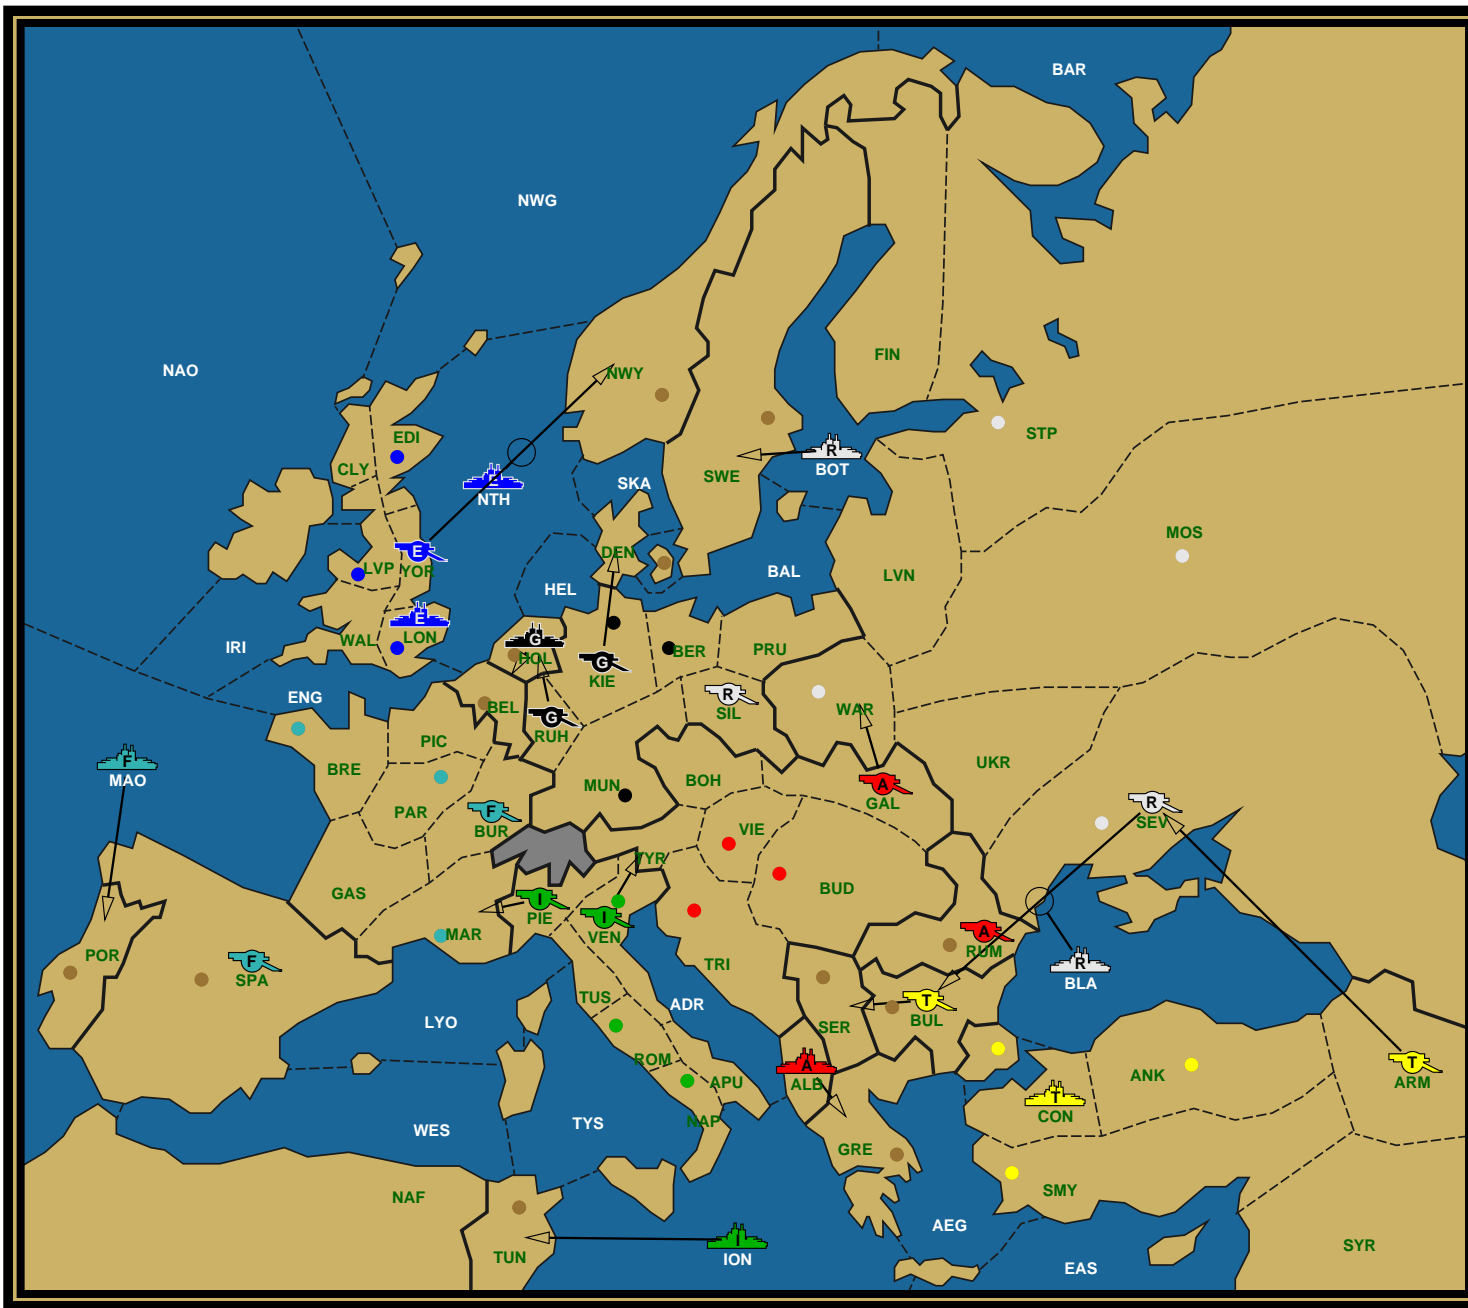 BAR
NWG
NAO
FIN
NWY
EDI
STP
CLY
R
SWE
BOT
SKA
E
NTH
MOS
E
DEN
LVP
YOR
BAL
LVN
HEL
E
LON
WAL
IRI
G
HOL
BER
PRU
G
KIE
R
SIL
ENG
BEL
WAR
G
RUH
PIC
F
MAO
BRE
BOH
UKR
MUN
A
GAL
R
SEV
PAR
F
BUR
VIE
TYR
BUD
GAS
I
PIE
I
VEN
MAR
A
RUM
POR
F
SPA
TRI
R
BLA
TUS
ADR
T
BUL
LYO
SER
ROM
A
ALB
APU
ANK
T
ARM
T
CON
NAP
WES
TYS
GRE
SMY
NAF
AEG
SYR
TUN
I
ION
EAS